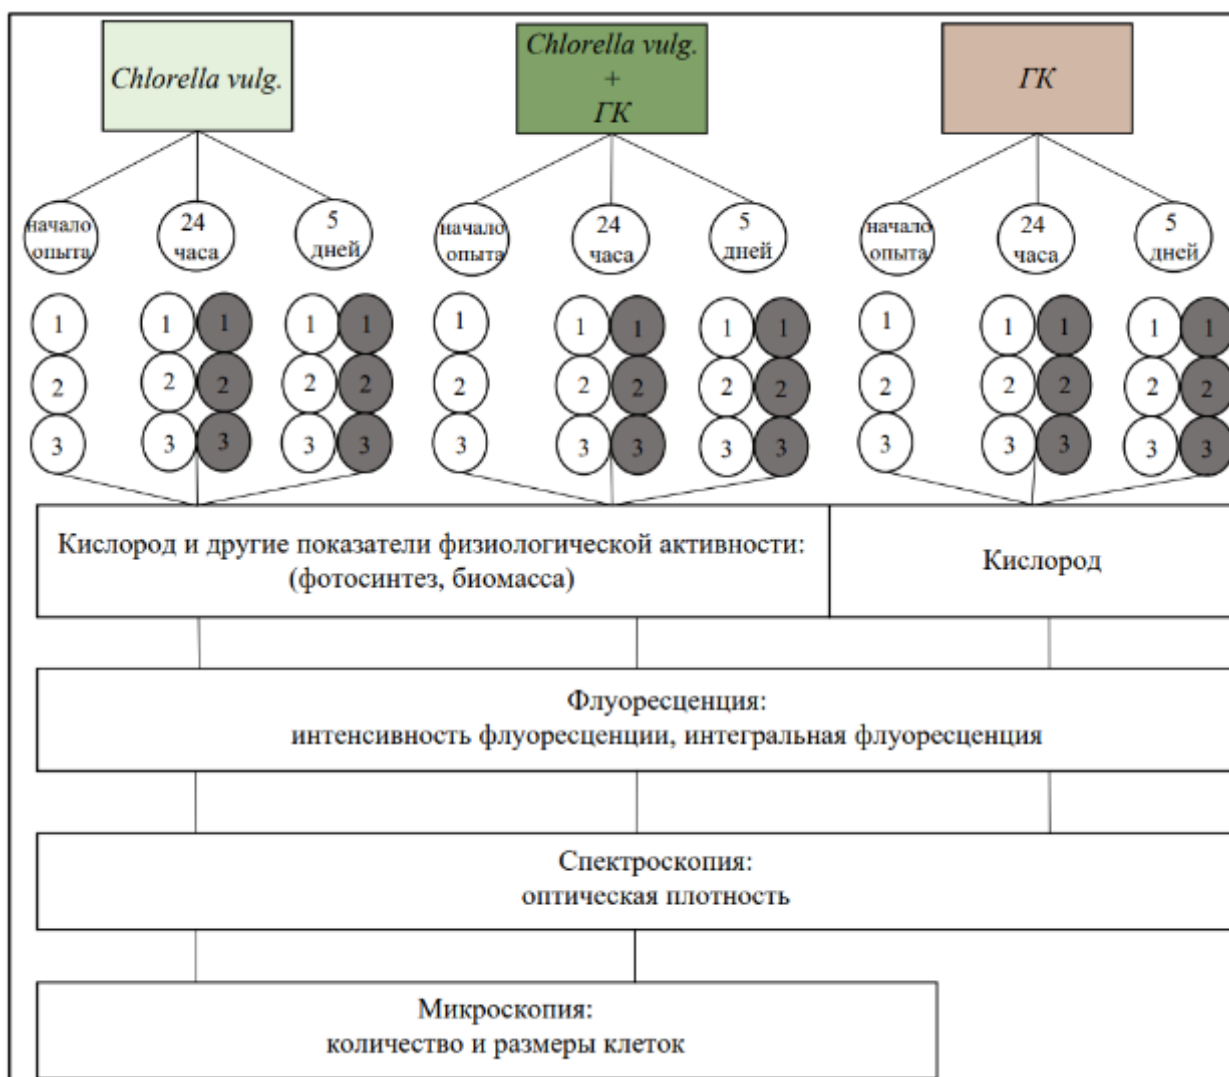 Chlorella vulg.
Chlorella vulg.
+
ГК
ГК
начало
опыта
24
часа
5
дней
начало
опыта
24
часа
5
дней
начало
опыта
24
часа
5
дней
1 1 1 1 1
2 2 2 2 2
3 3 3 3 3
1 1 1 1 1
2 2 2 2 2
3 3 3 3 3
1 1 1 1 1
2 2 2 2 2
3 3 3 3 3
Кислород и другие показатели физиологической активности:
(фотосинтез, биомасса)
Кислород
Флуоресценция:
интенсивность флуоресценции, интегральная флуоресценция
Спектроскопия:
оптическая плотность
Микроскопия:
количество и размеры клеток